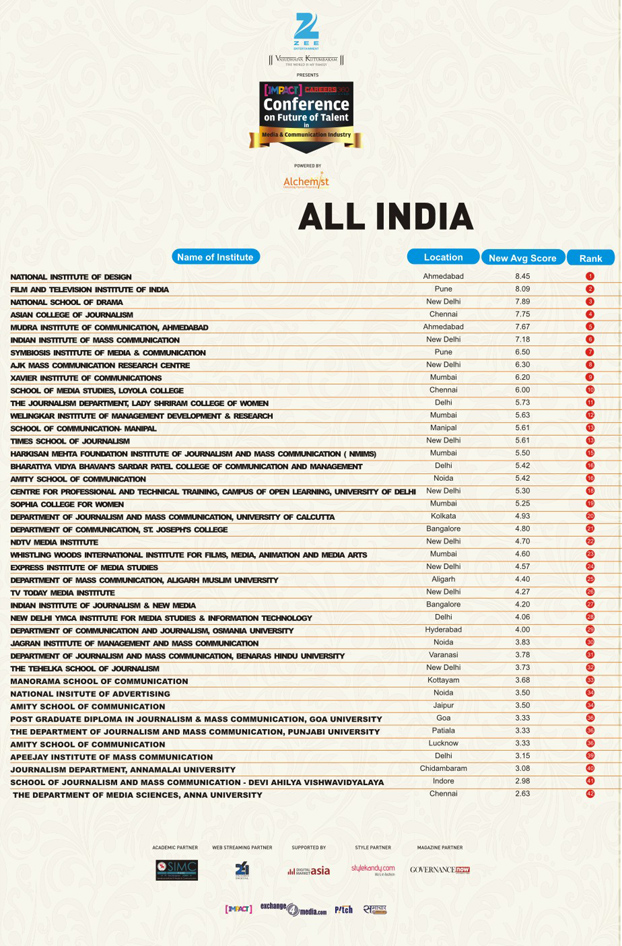 ZEE
ENTERTAINMENT
|| VASUDHAIVA KUTUMBAKAM ||
THE WORLD IS MY FAMILY
PRESENTS
[IMPACT] CAREERS
Conference
on Future of Talent
in
Media & Communication Industry
POWERED BY
Alchemist
ALL INDIA
Name of Institute Location New Avg Score Rank
NATIONAL INSTITUTE OF DESIGN Ahmedabad 8.45 1
FILM AND TELEVISION INSTITUTE OF INDIA Pune 8.09 2
NATIONAL SCHOOL OF DRAMA New Delhi 7.89 3
ASIAN COLLEGE OF JOURNALISM Chennai 7.75 4
MUDRA INSTITUTE OF COMMUNICATION, AHMEDABAD Ahmedabad 7.67 5
INDIAN INSTITUTE OF MASS COMMUNICATION New Delhi 7.18 6
SYMBIOSIS INSTITUTE OF MEDIA & COMMUNICATION Pune 6.50 7
AJK MASS COMMUNICATION RESEARCH CENTRE New Delhi 6.30 8
XAVIER INSTITUTE OF COMMUNICATIONS Mumbai 6.20 9
SCHOOL OF MEDIA STUDIES, LOYOLA COLLEGE Chennai 6.00 10
THE JOURNALISM DEPARTMENT, LADY SHRIRAM COLLEGE OF WOMEN Delhi 5.73 11
WELINGKAR INSTITUTE OF MANAGEMENT DEVELOPMENT & RESEARCH Mumbai 5.63 12
SCHOOL OF COMMUNICATION- MANIPAL Manipal 5.61 13
TIMES SCHOOL OF JOURNALISM New Delhi 5.61 13
HARKISAN MEHTA FOUNDATION INSTITUTE OF JOURNALISM AND MASS COMMUNICATION ( NMIMS) Mumbai 5.50 15
BHARATIYA VIDYA BHAVAN'S SARDAR PATEL COLLEGE OF COMMUNICATION AND MANAGEMENT Delhi 5.42 16
AMITY SCHOOL OF COMMUNICATION Noida 5.42 16
CENTRE FOR PROFESSIONAL AND TECHNICAL TRAINING, CAMPUS OF OPEN LEARNING, UNIVERSITY OF DELHI New Delhi 5.30 18
SOPHIA COLLEGE FOR WOMEN Mumbai 5.25 19
DEPARTMENT OF JOURNALISM AND MASS COMMUNICATION, UNIVERSITY OF CALCUTTA Kolkata 4.93 20
DEPARTMENT OF COMMUNICATION, ST. JOSEPH'S COLLEGE Bangalore 4.80 21
NDTV MEDIA INSTITUTE New Delhi 4.70 22
WHISTLING WOODS INTERNATIONAL INSTITUTE FOR FILMS, MEDIA, ANIMATION AND MEDIA ARTS Mumbai 4.60 23
EXPRESS INSTITUTE OF MEDIA STUDIES New Delhi 4.57 24
DEPARTMENT OF MASS COMMUNICATION, ALIGARH MUSLIM UNIVERSITY Aligarh 4.40 25
TV TODAY MEDIA INSTITUTE New Delhi 4.27 26
INDIAN INSTITUTE OF JOURNALISM & NEW MEDIA Bangalore 4.20 27
NEW DELHI YMCA INSTITUTE FOR MEDIA STUDIES & INFORMATION TECHNOLOGY Delhi 4.06 28
DEPARTMENT OF COMMUNICATION AND JOURNALISM, OSMANIA UNIVERSITY Hyderabad 4.00 29
JAGRAN INSTITUTE OF MANAGEMENT AND MASS COMMUNICATION Noida 3.83 30
DEPARTMENT OF JOURNALISM AND MASS COMMUNICATION, BENARAS HINDU UNIVERSITY Varanasi 3.78 31
THE TEHELKA SCHOOL OF JOURNALISM New Delhi 3.73 32
MANORAMA SCHOOL OF COMMUNICATION Kottayam 3.68 33
NATIONAL INSITUTE OF ADVERTISING Noida 3.50 34
AMITY SCHOOL OF COMMUNICATION Jaipur 3.50 34
POST GRADUATE DIPLOMA IN JOURNALISM & MASS COMMUNICATION, GOA UNIVERSITY Goa 3.33 36
THE DEPARTMENT OF JOURNALISM AND MASS COMMUNICATION, PUNJABI UNIVERSITY Patiala 3.33 36
AMITY SCHOOL OF COMMUNICATION Lucknow 3.33 36
APEEJAY INSTITUTE OF MASS COMMUNICATION Delhi 3.15 39
JOURNALISM DEPARTMENT, ANNAMALAI UNIVERSITY Chidambaram 3.08 40
SCHOOL OF JOURNALISM AND MASS COMMUNICATION - DEVI AHILYA VISHWAVIDYALAYA Indore 2.98 41
THE DEPARTMENT OF MEDIA SCIENCES, ANNA UNIVERSITY Chennai 2.63 42
ACADEMIC PARTNER WEB STREAMING PARTNER SUPPORTED BY STYLE PARTNER MAGAZINE PARTNER
SIMC DIGITAL MARKET asia stylekandy.com GOVERNANCE now
[IMPACT] exchange4media.com Pitch समाचार